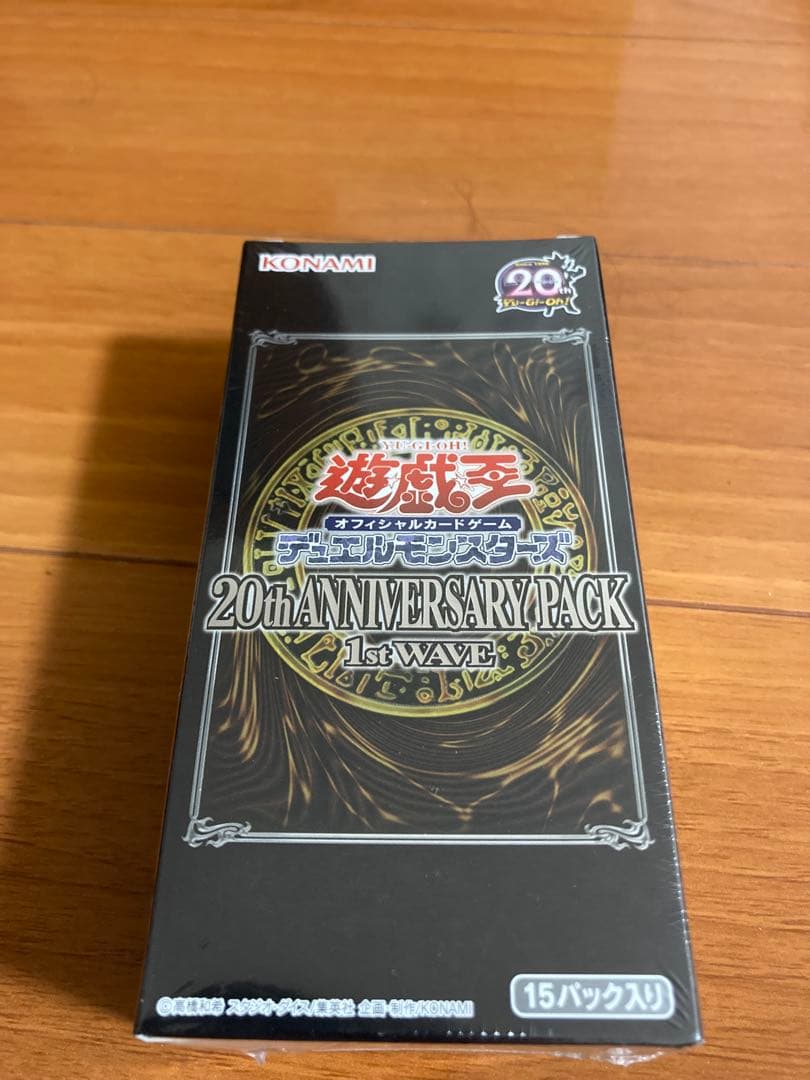 KONAMI
SINCE 1996
20th
Yu-Gi-Oh!
YU-GI-OH!
遊戯王
オフィシャルカードゲーム
デュエルモンスターズ
20th ANNIVERSARY PACK
1st WAVE
15パック入り
©高橋和希 スタジオ・ダイス/集英社 企画・制作/KONAMI